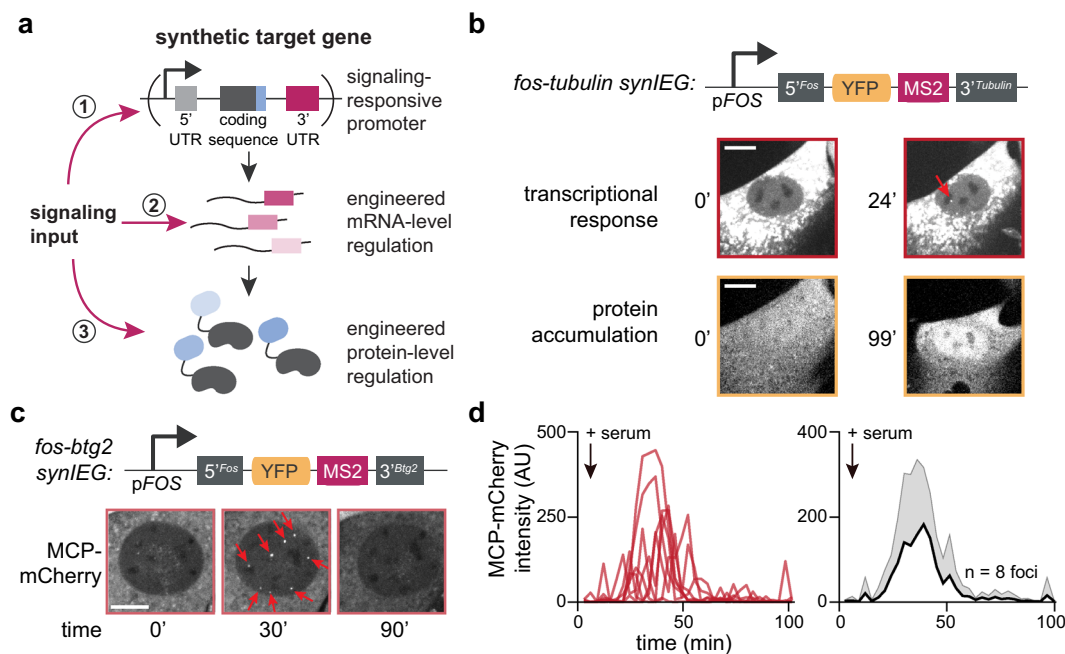 a
synthetic target gene
signaling-
responsive
promoter
5'
UTR
coding
sequence
3'
UTR
1
signaling
input
2
engineered
mRNA-level
regulation
3
engineered
protein-level
regulation
b
fos-tubulin synIEG:
pFOS
5'Fos
YFP
MS2
3'Tubulin
transcriptional
response
0'
24'
protein
accumulation
0'
99'
c
fos-btg2
synIEG:
pFOS
5'Fos
YFP
MS2
3'Btg2
MCP-
mCherry
time
0'
30'
90'
d
MCP-mCherry
intensity (AU)
500
250
0
+ serum
0
50
100
time (min)
400
200
0
+ serum
n = 8 foci
0
50
100